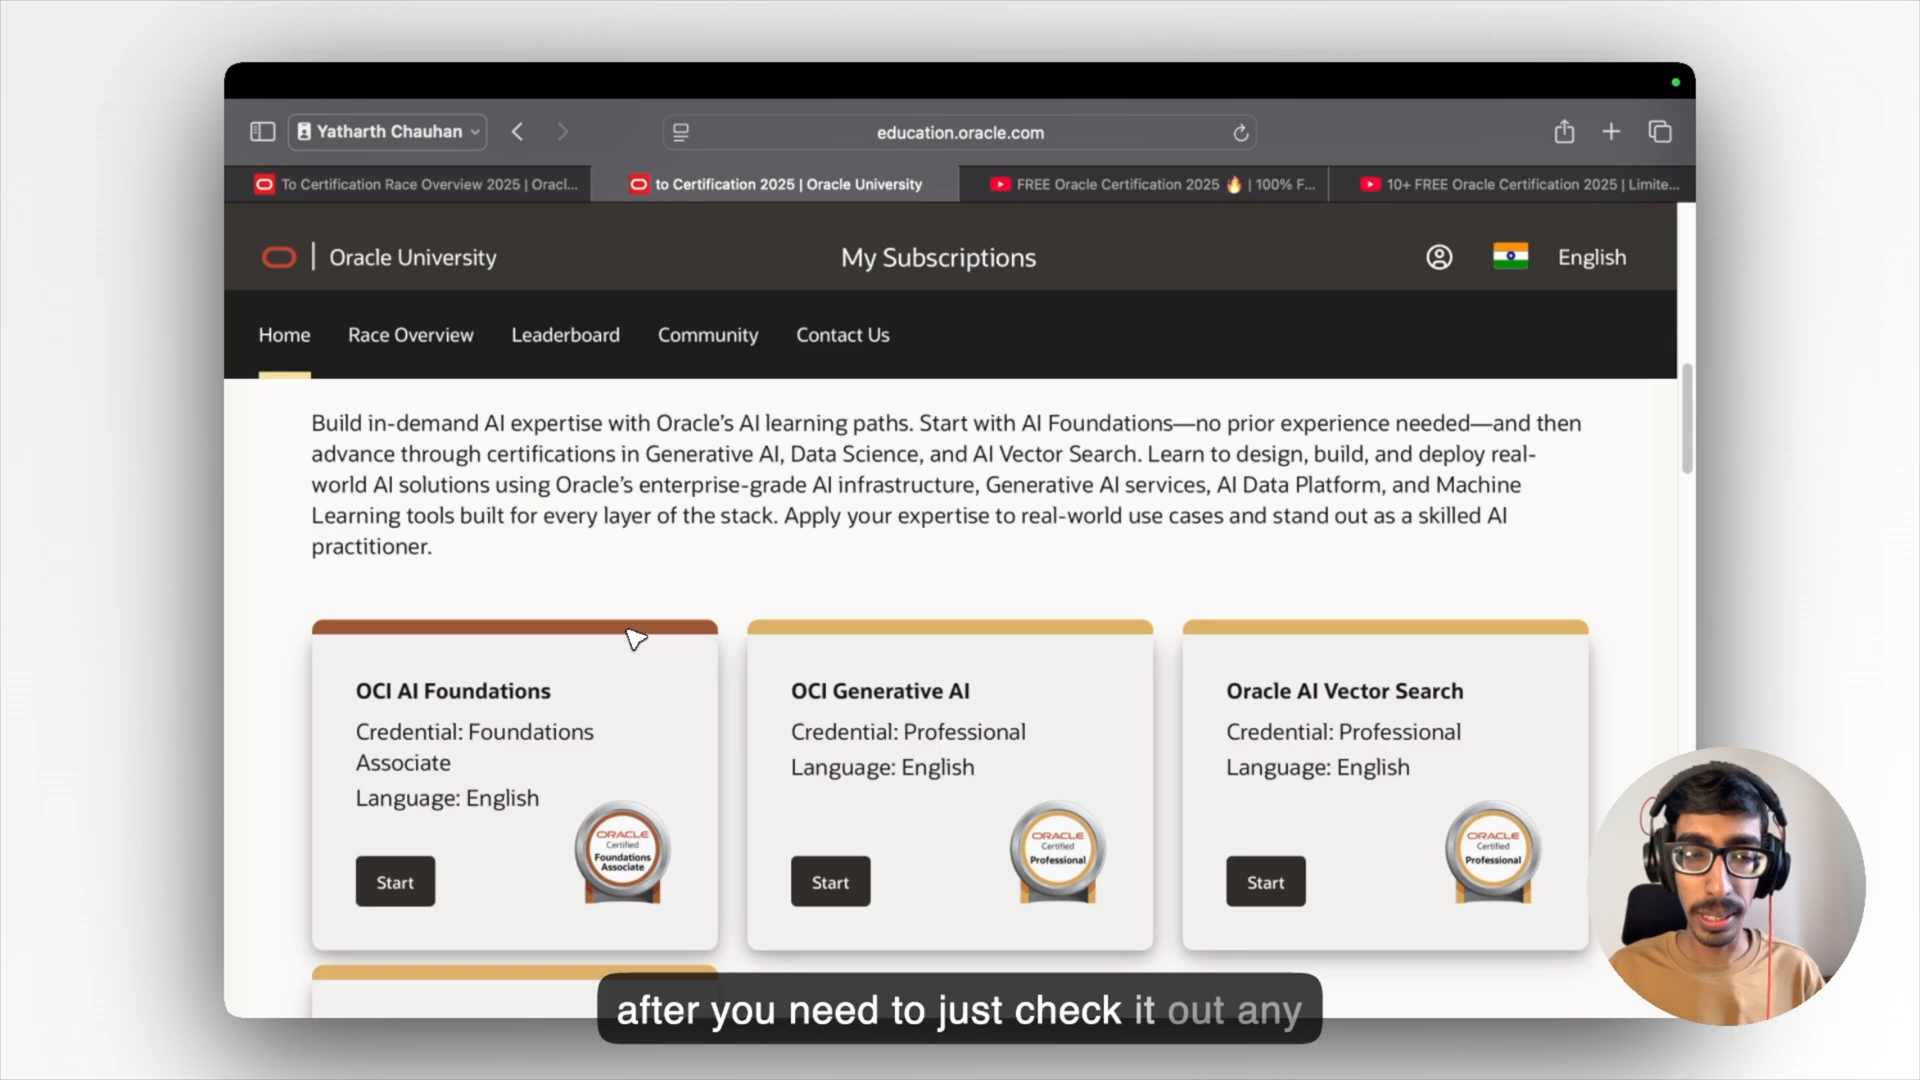 Yatharth Chauhan
education.oracle.com
To Certification Race Overview 2025 | Oracl...
to Certification 2025 | Oracle University
FREE Oracle Certification 2025 🔥 | 100% F...
10+ FREE Oracle Certification 2025 | Limite...
Oracle University
My Subscriptions
English
Home
Race Overview
Leaderboard
Community
Contact Us
Build in-demand AI expertise with Oracle’s AI learning paths. Start with AI Foundations—no prior experience needed—and then
advance through certifications in Generative AI, Data Science, and AI Vector Search. Learn to design, build, and deploy real-
world AI solutions using Oracle’s enterprise-grade AI infrastructure, Generative AI services, AI Data Platform, and Machine
Learning tools built for every layer of the stack. Apply your expertise to real-world use cases and stand out as a skilled AI
practitioner.
OCI AI Foundations
Credential: Foundations
Associate
Language: English
ORACLE
Certified
Foundations
Associate
Start
OCI Generative AI
Credential: Professional
Language: English
ORACLE
Certified
Professional
Start
Oracle AI Vector Search
Credential: Professional
Language: English
ORACLE
Certified
Professional
Start
after you need to just check it out any